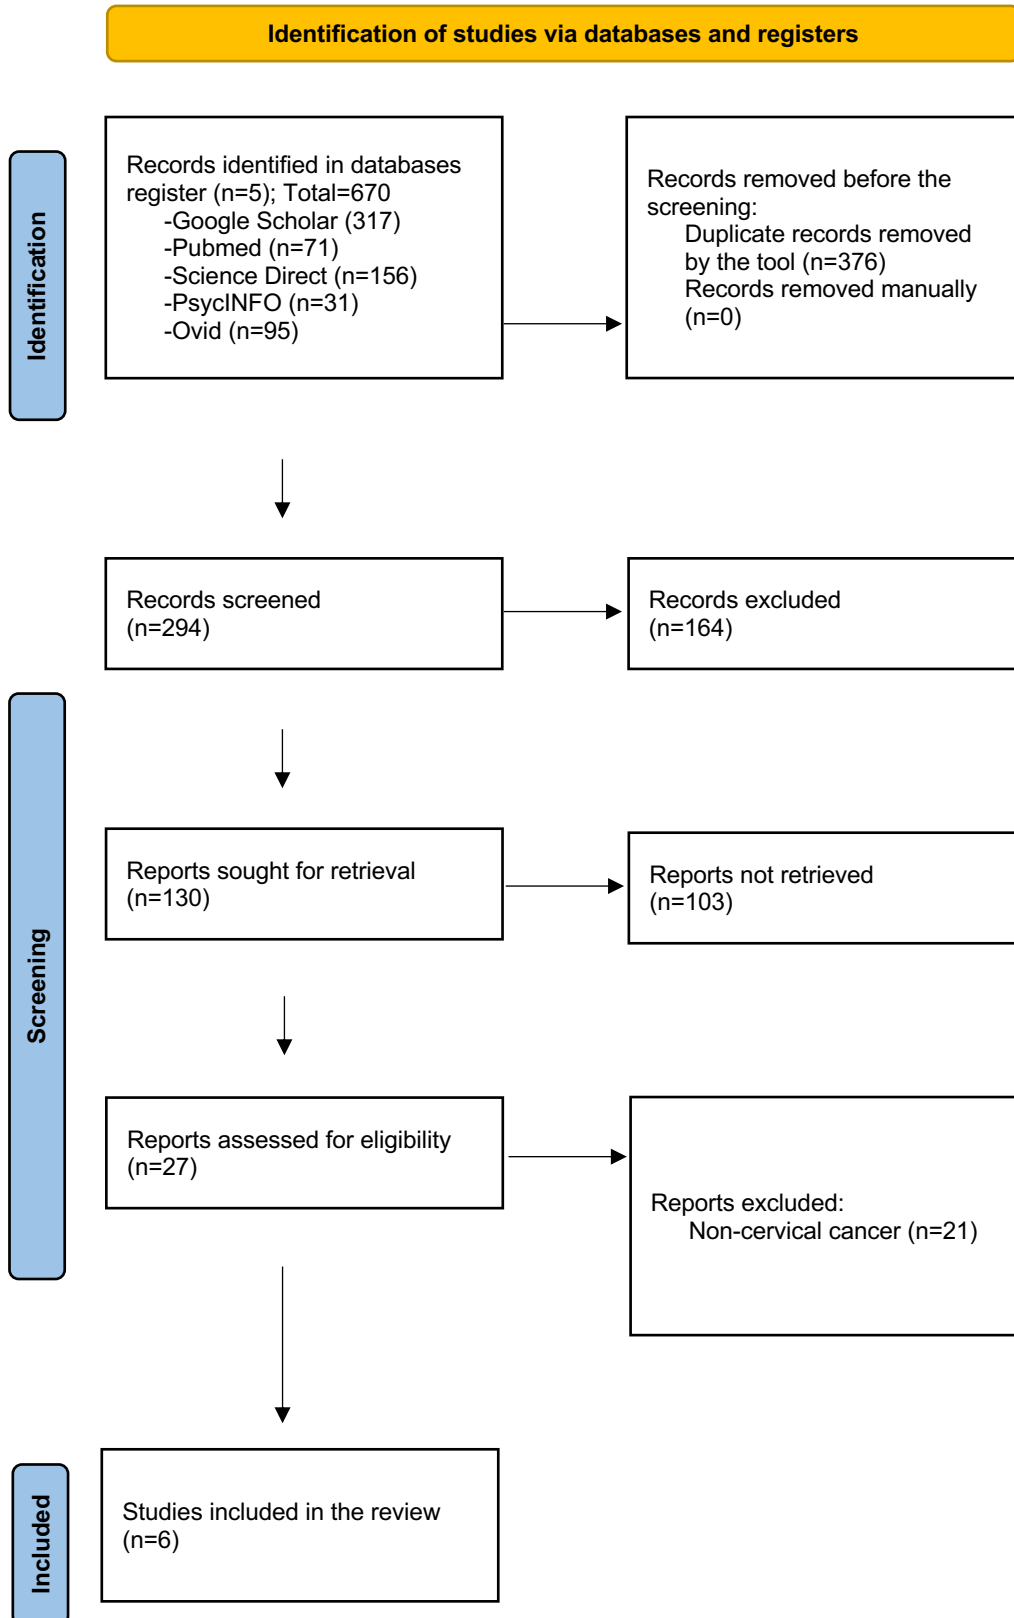 Identification of studies via databases and registers
Identification
Records identified in databases
register (n=5); Total=670
-Google Scholar (317)
-Pubmed (n=71)
-Science Direct (n=156)
-PsycINFO (n=31)
-Ovid (n=95)
Records removed before the
screening:
Duplicate records removed
by the tool (n=376)
Records removed manually
(n=0)
Records screened
(n=294)
Records excluded
(n=164)
Screening
Reports sought for retrieval
(n=130)
Reports not retrieved
(n=103)
Reports assessed for eligibility
(n=27)
Reports excluded:
Non-cervical cancer (n=21)
Included
Studies included in the review
(n=6)